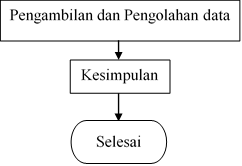 Pengambilan dan Pengolahan data
Kesimpulan
Selesai